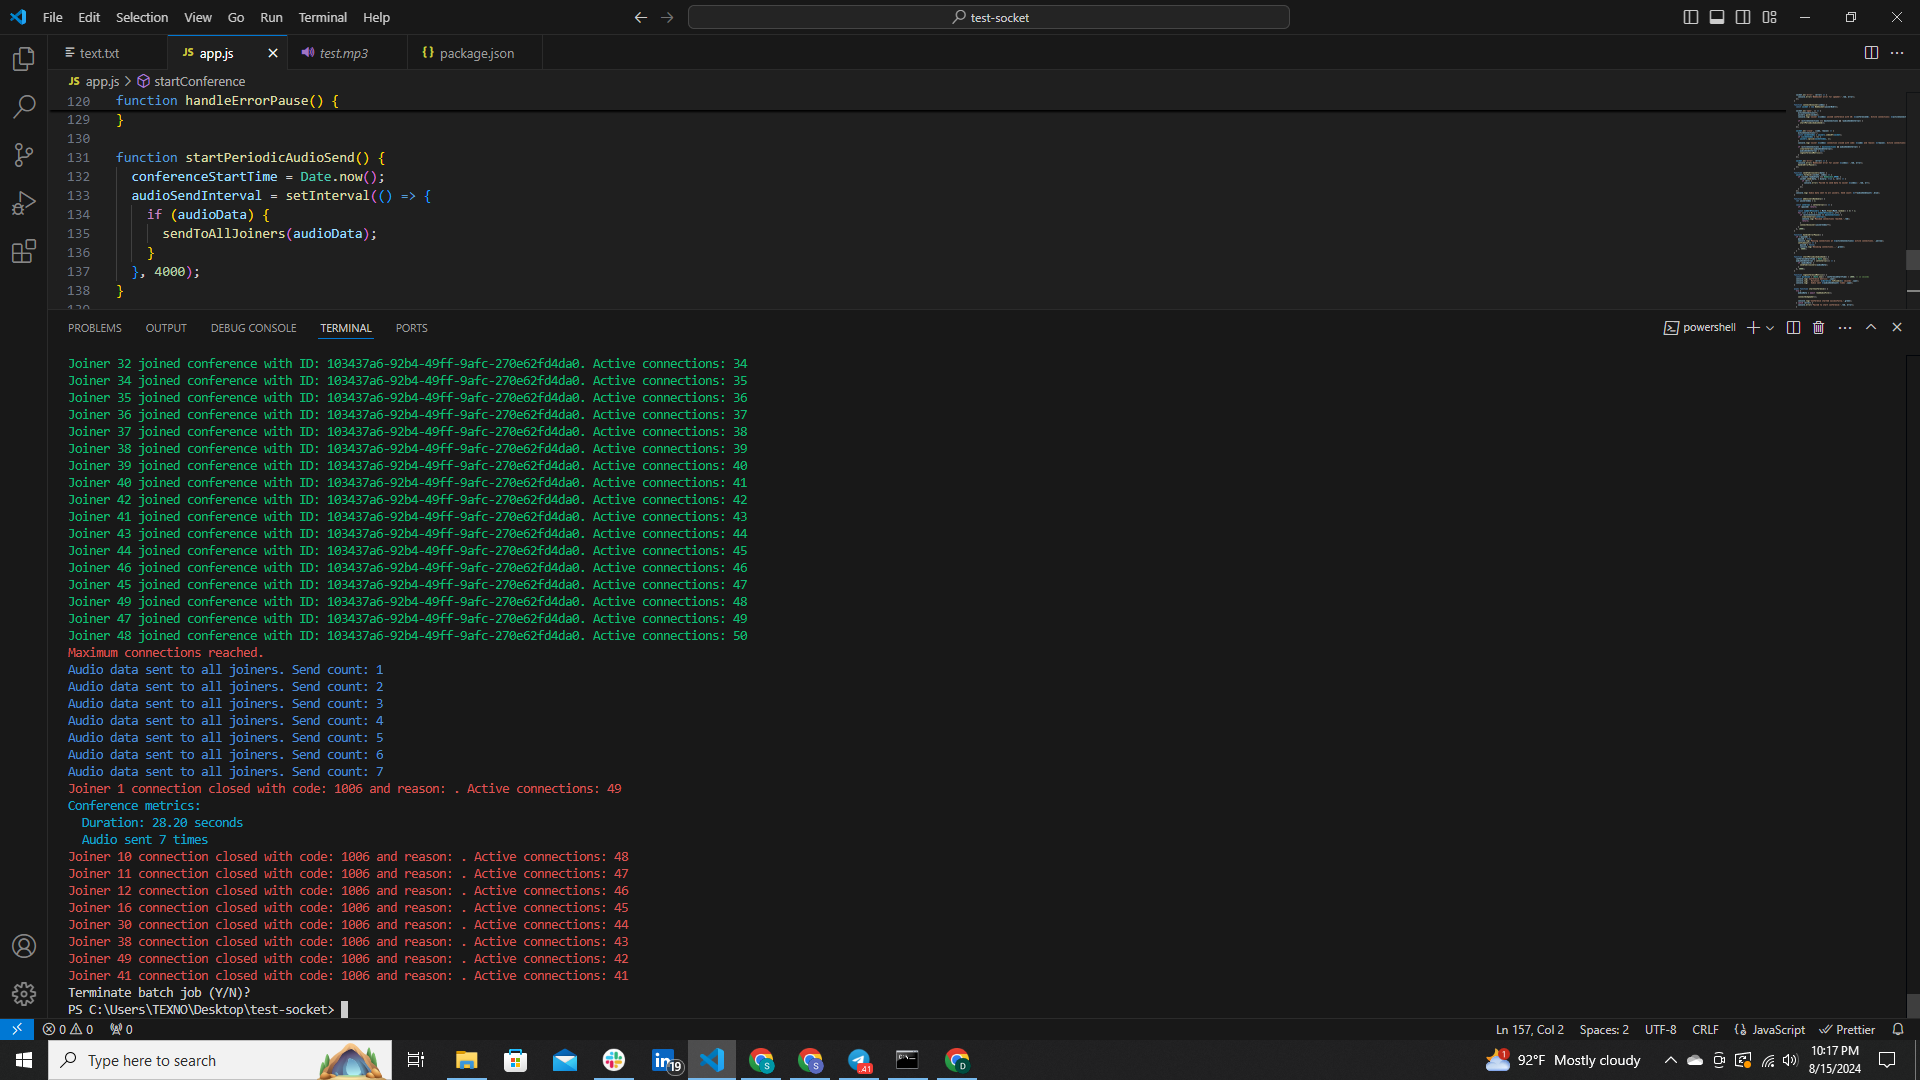 File Edit Selection View Go Run Terminal Help
test-socket
text.txt
JS app.js
test.mp3
{} package.json
JS app.js > startConference
120 function handleErrorPause() {
129 }
130
131 function startPeriodicAudioSend() {
132 conferenceStartTime = Date.now();
133 audioSendInterval = setInterval(() => {
134 if (audioData) {
135 sendToAllJoiners(audioData);
136 }
137 }, 4000);
138 }
PROBLEMS OUTPUT DEBUG CONSOLE TERMINAL PORTS
powershell
Joiner 32 joined conference with ID: 103437a6-92b4-49ff-9afc-270e62fd4da0. Active connections: 34
Joiner 34 joined conference with ID: 103437a6-92b4-49ff-9afc-270e62fd4da0. Active connections: 35
Joiner 35 joined conference with ID: 103437a6-92b4-49ff-9afc-270e62fd4da0. Active connections: 36
Joiner 36 joined conference with ID: 103437a6-92b4-49ff-9afc-270e62fd4da0. Active connections: 37
Joiner 37 joined conference with ID: 103437a6-92b4-49ff-9afc-270e62fd4da0. Active connections: 38
Joiner 38 joined conference with ID: 103437a6-92b4-49ff-9afc-270e62fd4da0. Active connections: 39
Joiner 39 joined conference with ID: 103437a6-92b4-49ff-9afc-270e62fd4da0. Active connections: 40
Joiner 40 joined conference with ID: 103437a6-92b4-49ff-9afc-270e62fd4da0. Active connections: 41
Joiner 42 joined conference with ID: 103437a6-92b4-49ff-9afc-270e62fd4da0. Active connections: 42
Joiner 41 joined conference with ID: 103437a6-92b4-49ff-9afc-270e62fd4da0. Active connections: 43
Joiner 43 joined conference with ID: 103437a6-92b4-49ff-9afc-270e62fd4da0. Active connections: 44
Joiner 44 joined conference with ID: 103437a6-92b4-49ff-9afc-270e62fd4da0. Active connections: 45
Joiner 46 joined conference with ID: 103437a6-92b4-49ff-9afc-270e62fd4da0. Active connections: 46
Joiner 45 joined conference with ID: 103437a6-92b4-49ff-9afc-270e62fd4da0. Active connections: 47
Joiner 49 joined conference with ID: 103437a6-92b4-49ff-9afc-270e62fd4da0. Active connections: 48
Joiner 47 joined conference with ID: 103437a6-92b4-49ff-9afc-270e62fd4da0. Active connections: 49
Joiner 48 joined conference with ID: 103437a6-92b4-49ff-9afc-270e62fd4da0. Active connections: 50
Maximum connections reached.
Audio data sent to all joiners. Send count: 1
Audio data sent to all joiners. Send count: 2
Audio data sent to all joiners. Send count: 3
Audio data sent to all joiners. Send count: 4
Audio data sent to all joiners. Send count: 5
Audio data sent to all joiners. Send count: 6
Audio data sent to all joiners. Send count: 7
Joiner 1 connection closed with code: 1006 and reason: . Active connections: 49
Conference metrics:
Duration: 28.20 seconds
Audio sent 7 times
Joiner 10 connection closed with code: 1006 and reason: . Active connections: 48
Joiner 11 connection closed with code: 1006 and reason: . Active connections: 47
Joiner 12 connection closed with code: 1006 and reason: . Active connections: 46
Joiner 16 connection closed with code: 1006 and reason: . Active connections: 45
Joiner 30 connection closed with code: 1006 and reason: . Active connections: 44
Joiner 38 connection closed with code: 1006 and reason: . Active connections: 43
Joiner 49 connection closed with code: 1006 and reason: . Active connections: 42
Joiner 41 connection closed with code: 1006 and reason: . Active connections: 41
Terminate batch job (Y/N)?
PS C:\Users\TEXNO\Desktop\test-socket>
0 0 0
Ln 157, Col 2 Spaces: 2 UTF-8 CRLF {} JavaScript Prettier
Type here to search
19
41
1
92°F Mostly cloudy
10:17 PM
8/15/2024